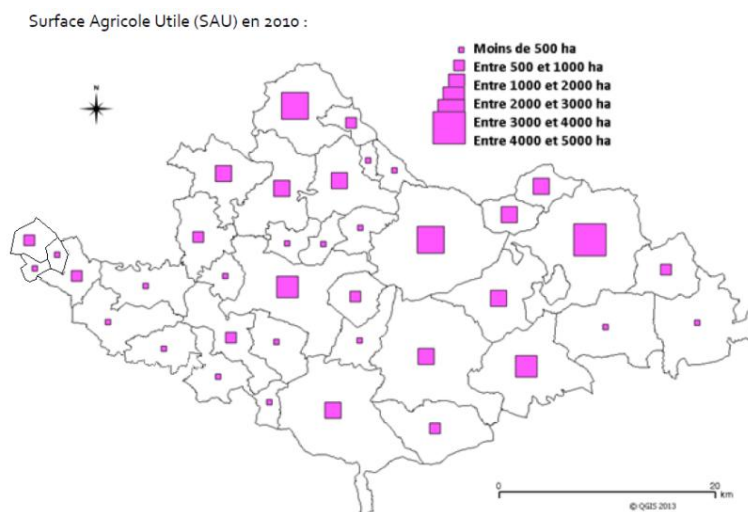 Surface Agricole Utile (SAU) en 2010 :
Moins de 500 ha
Entre 500 et 1000 ha
Entre 1000 et 2000 ha
Entre 2000 et 3000 ha
Entre 3000 et 4000 ha
Entre 4000 et 5000 ha
N
0 20
km
© QGIS 2013